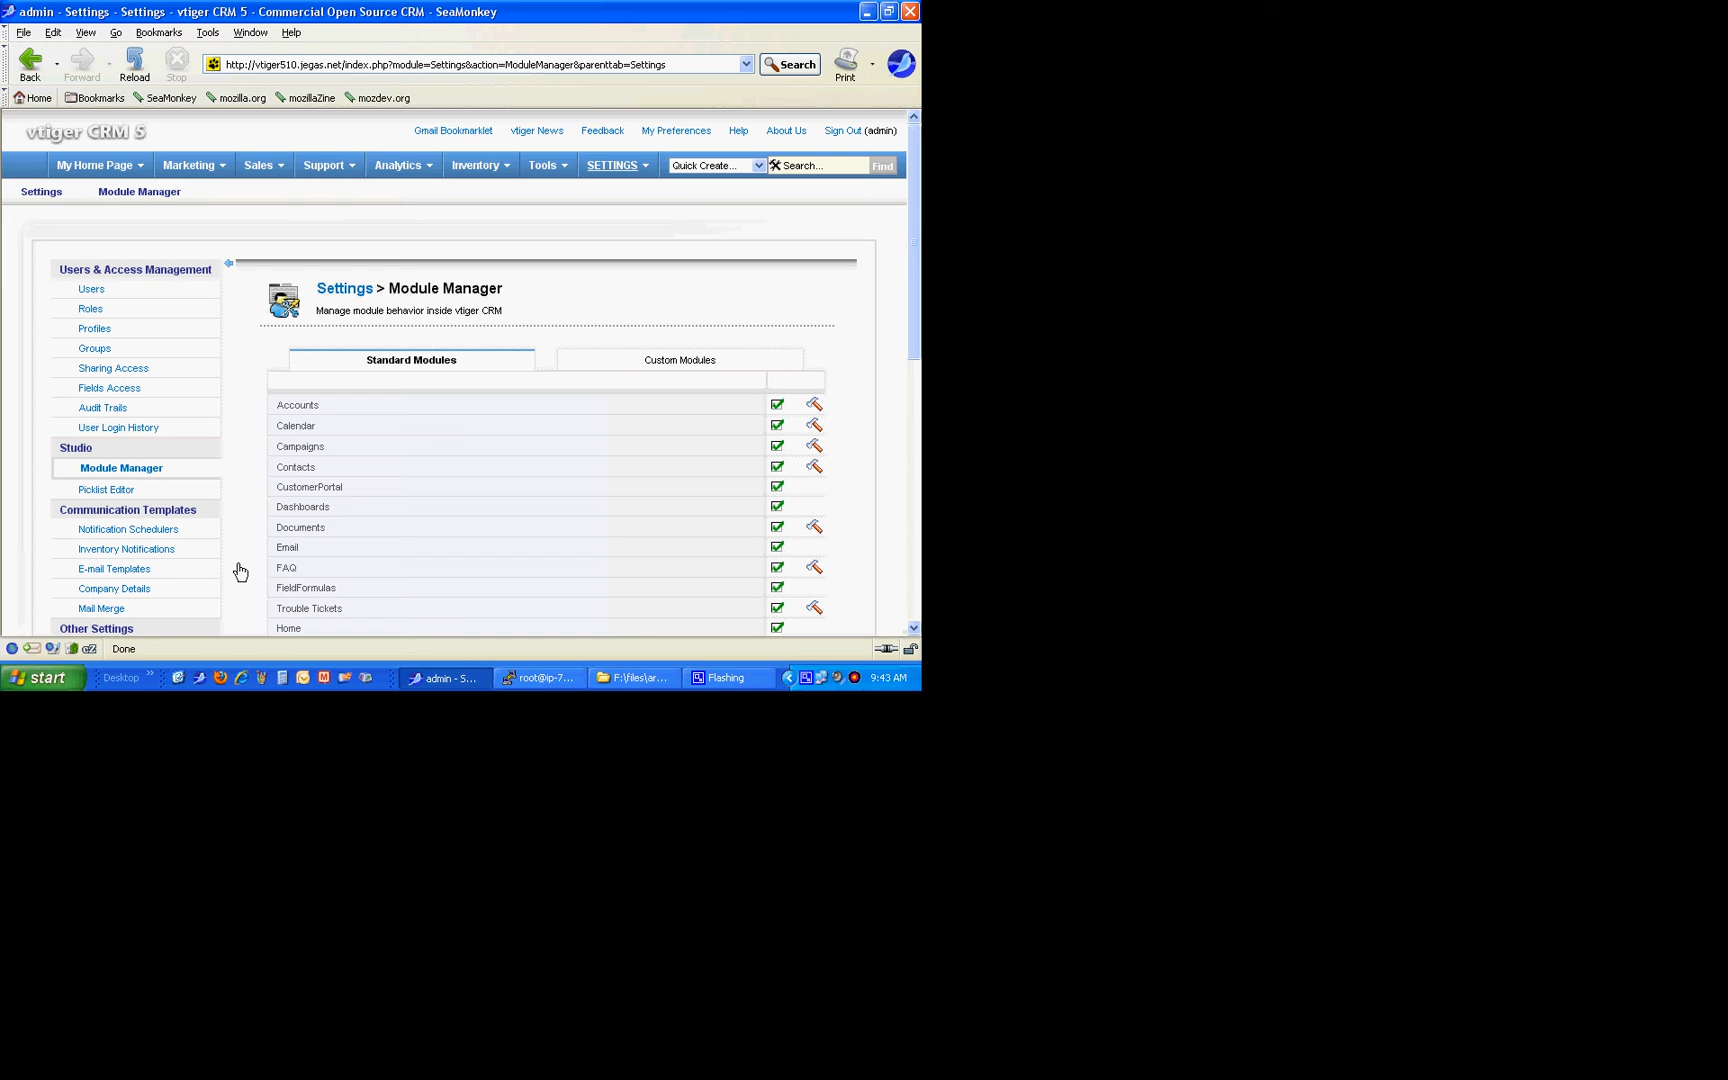 admin - Settings - Settings - vtiger CRM 5 - Commercial Open Source CRM - SeaMonkey
File Edit View Go Bookmarks Tools Window Help
http://vtiger510.jegas.net/index.php?module=Settings&action=ModuleManager&parenttab=Settings Search
Back Forward Reload Stop Print
Home Bookmarks SeaMonkey mozilla.org mozillaZine mozdev.org
vtiger CRM 5 Gmail Bookmarklet vtiger News Feedback My Preferences Help About Us Sign Out (admin)
My Home Page Marketing Sales Support Analytics Inventory Tools SETTINGS Quick Create... Search... Find
Settings Module Manager
Users & Access Management
Users
Roles
Profiles
Groups
Sharing Access
Fields Access
Audit Trails
User Login History
Studio
Module Manager
Picklist Editor
Communication Templates
Notification Schedulers
Inventory Notifications
E-mail Templates
Company Details
Mail Merge
Other Settings
Settings > Module Manager
Manage module behavior inside vtiger CRM
Standard Modules Custom Modules
Accounts
Calendar
Campaigns
Contacts
CustomerPortal
Dashboards
Documents
Email
FAQ
FieldFormulas
Trouble Tickets
Home
Done
start Desktop admin - S... root@ip-7... F:\files\ar... Flashing 9:43 AM